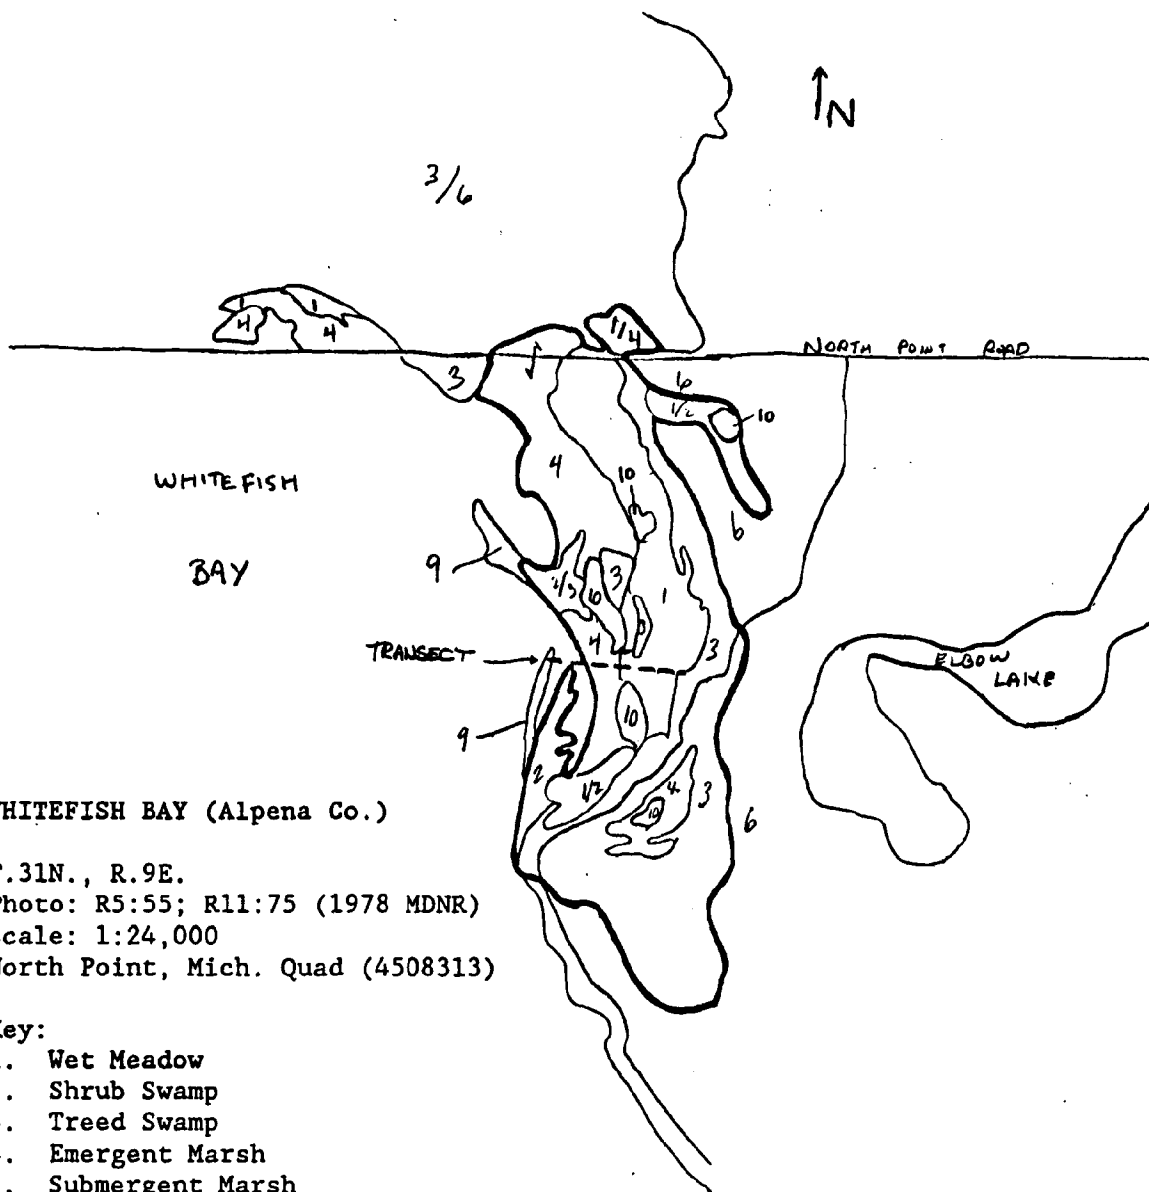 N
3/6
1
1
4
4
1/4
NORTH POINT ROAD
3
6
1/2
10
4
WHITEFISH
10
6
BAY
9
3
10
1
4
3
TRANSECT
ELBOW
LAKE
10
9
2
1/2
4
3
10
6
HITEFISH BAY (Alpena Co.)
.31N., R.9E.
hoto: R5:55; R11:75 (1978 MDNR)
cale: 1:24,000
orth Point, Mich. Quad (4508313)
ey:
. Wet Meadow
. Shrub Swamp
. Treed Swamp
. Emergent Marsh
. Submergent Marsh